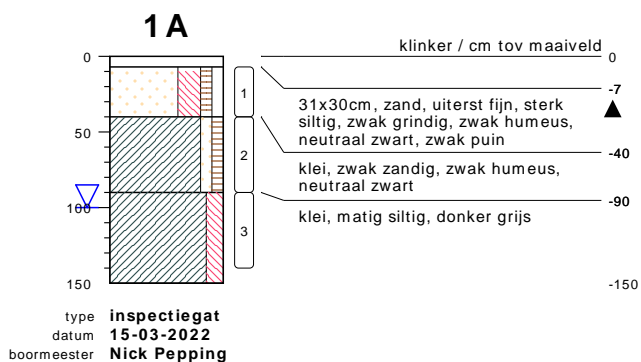 1 A
klinker / cm tov maaiveld
0
0
-7
1
31x30cm, zand, uiterst fijn, sterk
siltig, zwak grindig, zwak humeus,
neutraal zwart, zwak puin
-40
50
2
klei, zwak zandig, zwak humeus,
neutraal zwart
-90
100
klei, matig siltig, donker grijs
3
150
-150
type inspectiegat
datum 15-03-2022
boormeester Nick Pepping